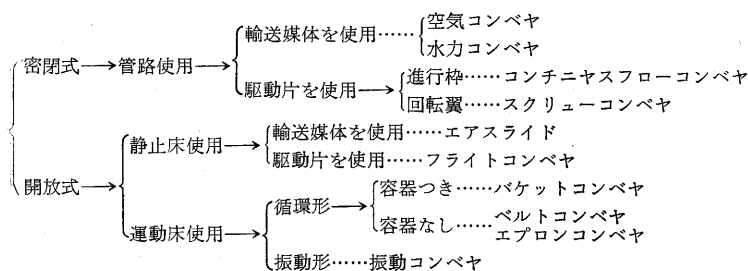 輸送媒体を使用……空気コンベヤ
水力コンベヤ
密閉式→管路使用→
駆動片を使用→進行枠……コンチニヤスフローコンベヤ
回転翼……スクリューコンベヤ
静止床使用→輸送媒体を使用……エアスライド
駆動片を使用……フライトコンベヤ
開放式→
循環形→容器つき……バケットコンベヤ
容器なし……ベルトコンベヤ
エプロンコンベヤ
運動床使用→
振動形……振動コンベヤ